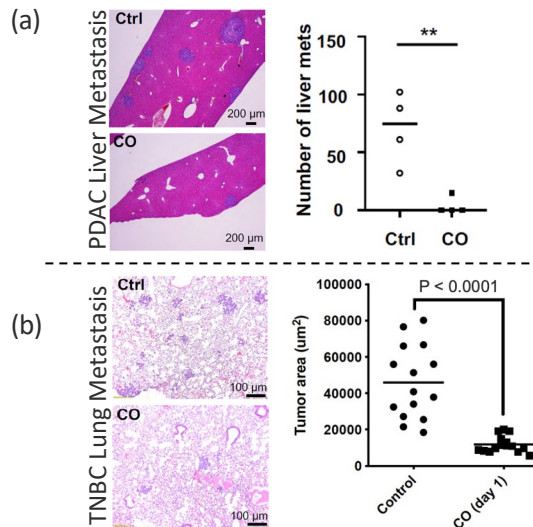 (a)
PDAC Liver Metastasis
Ctrl
200 µm
CO
200 µm
Number of liver mets
150
100
50
0
**
Ctrl CO
(b)
TNBC Lung Metastasis
Ctrl
100 µm
CO
100 µm
Tumor area (um²)
100000
80000
60000
40000
20000
0
P < 0.0001
Control
CO (day 1)